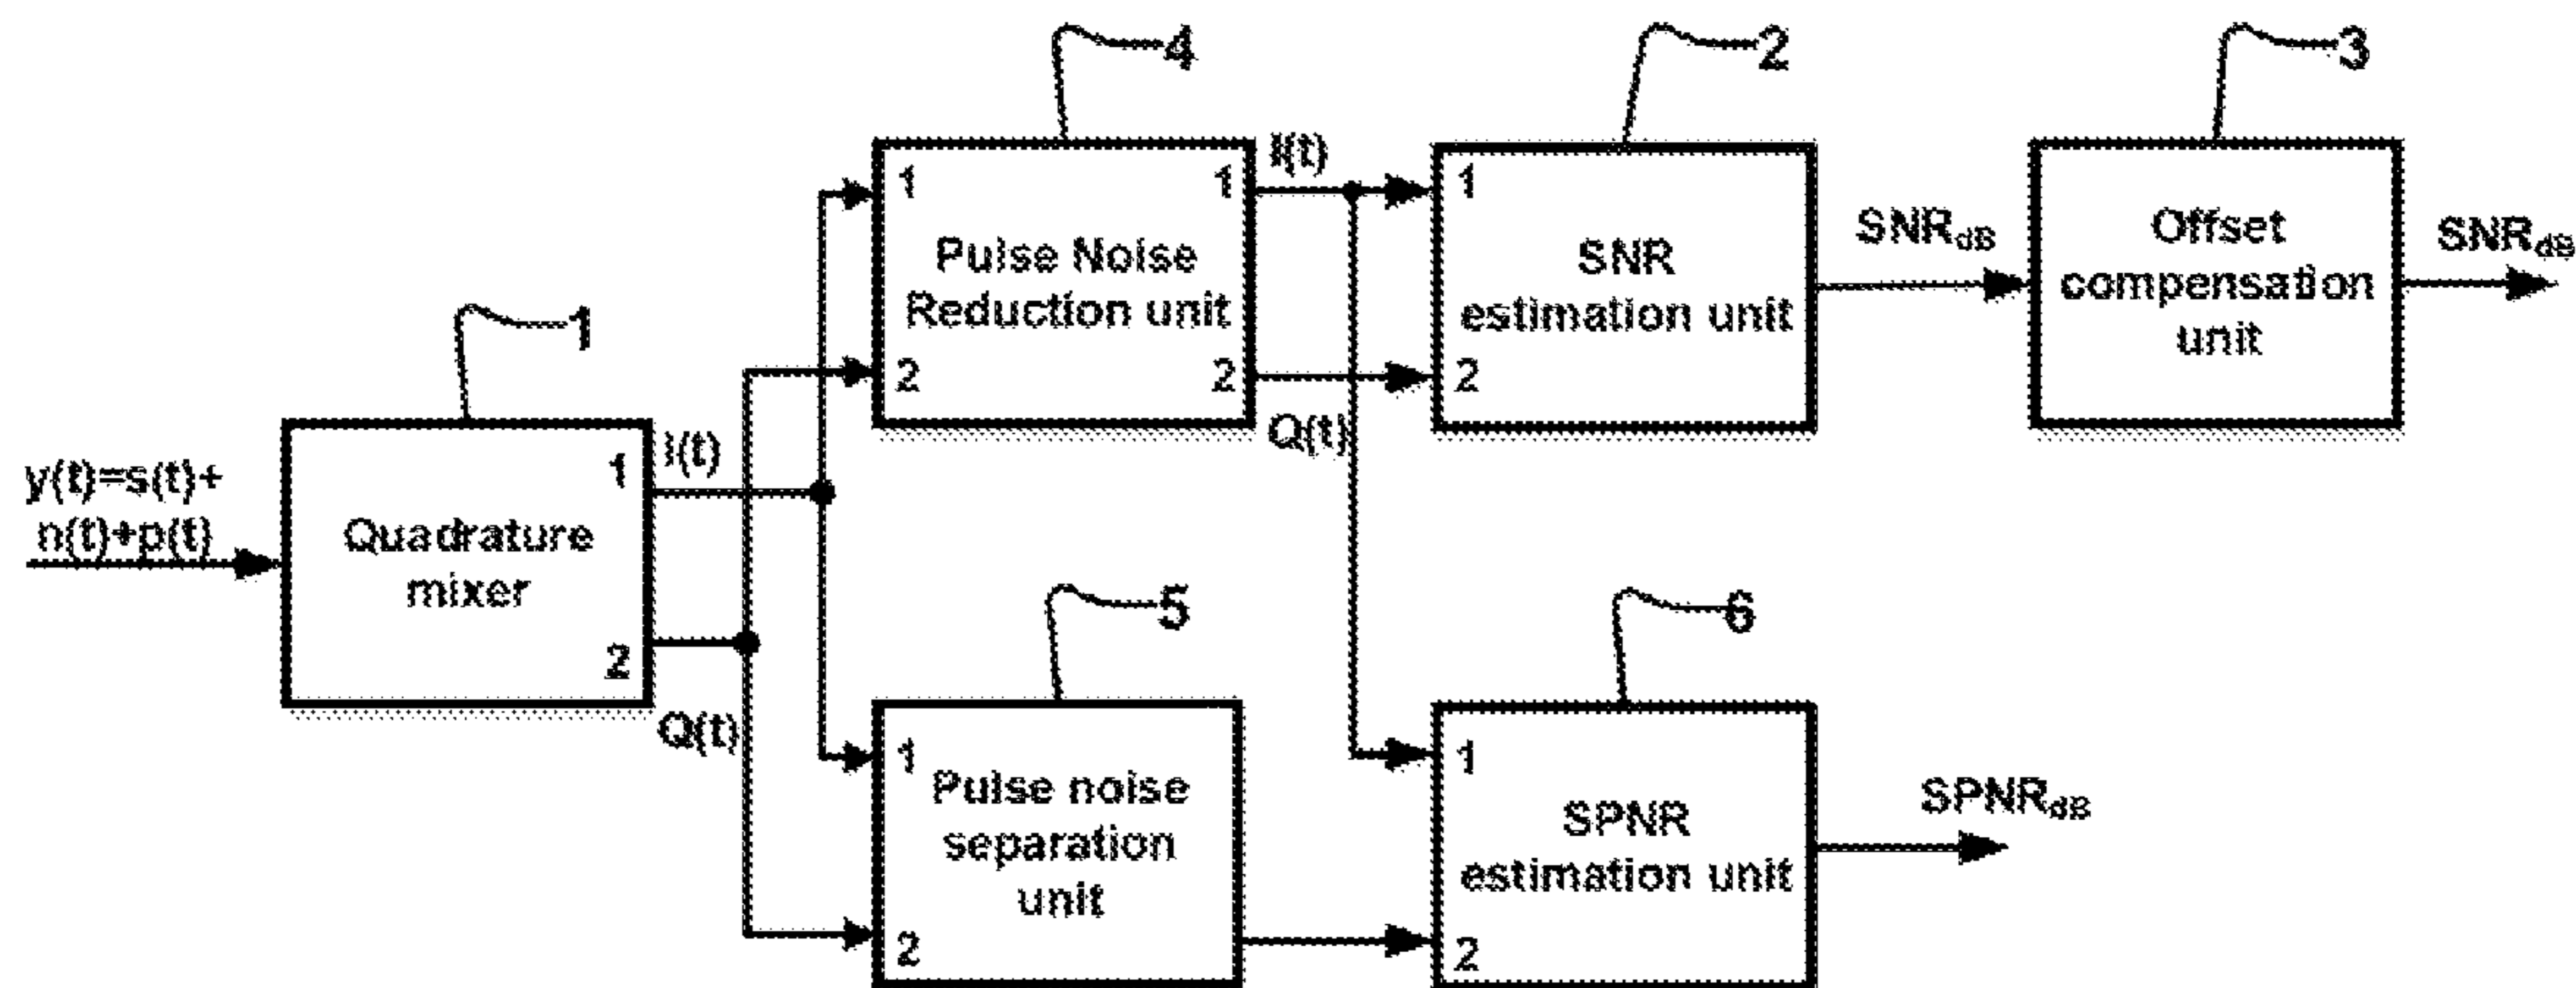 4
2
3
1
I(t)
1
1
Pulse Noise
Reduction unit
2
2
Q(t)
1
SNR
estimation unit
2
SNRdB
Offset
compensation
unit
SNRdB
y(t)=s(t)+
n(t)+p(t)
Quadrature
mixer
1
2
I(t)
Q(t)
5
6
1
Pulse noise
separation
unit
2
1
SPNR
estimation unit
2
SPNRdB